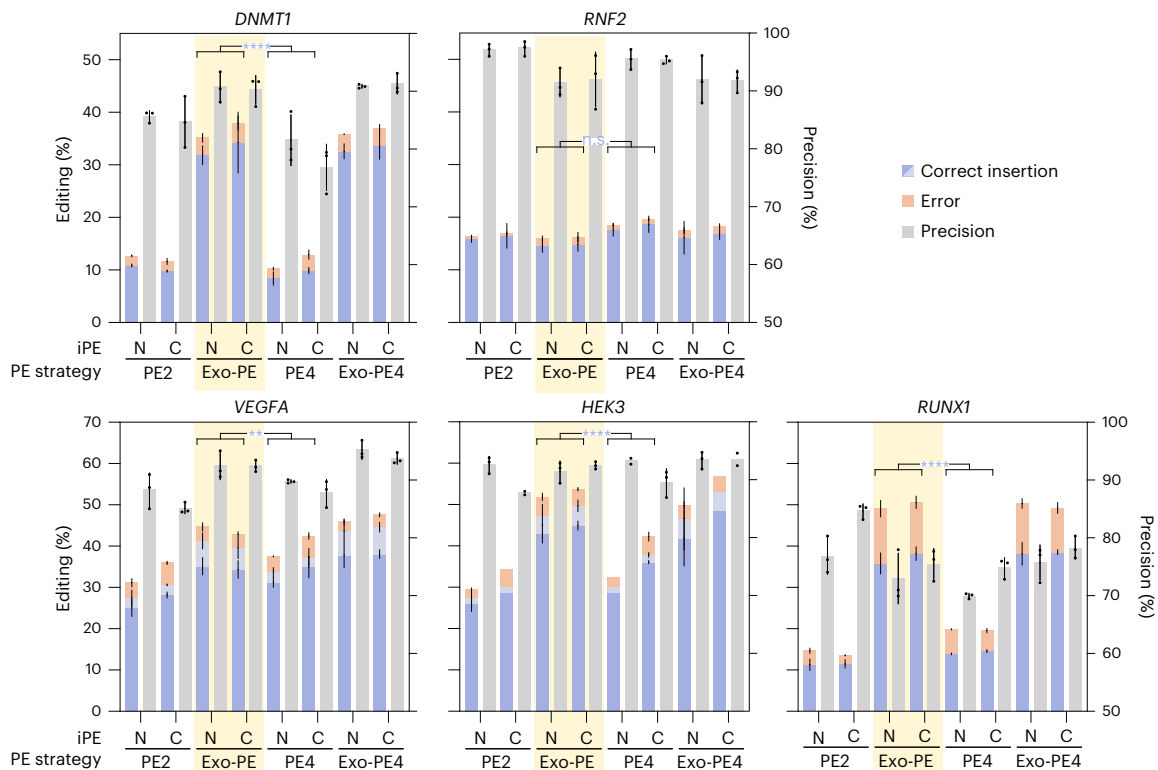 DNMT1 RNF2
Editing (%)
50
40
30
20
10
0
****
n.s.
100
90
80
70
60
50
Precision (%)
Correct insertion
Error
Precision
iPE N C N C N C N C N C N C N C N C
PE strategy PE2 Exo-PE PE4 Exo-PE4 PE2 Exo-PE PE4 Exo-PE4
VEGFA HEK3 RUNX1
Editing (%)
70
60
50
40
30
20
10
0
**
****
****
100
90
80
70
60
50
Precision (%)
iPE N C N C N C N C N C N C N C N C N C N C N C N C
PE strategy PE2 Exo-PE PE4 Exo-PE4 PE2 Exo-PE PE4 Exo-PE4 PE2 Exo-PE PE4 Exo-PE4